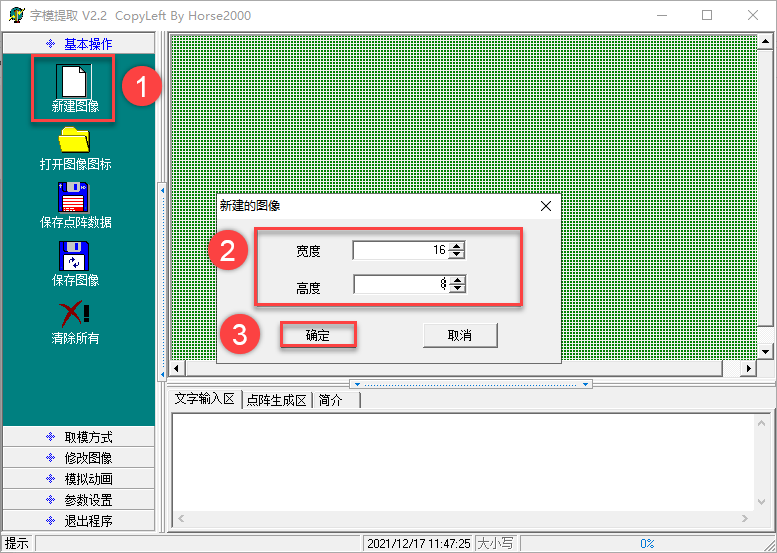 字模提取 V2.2 CopyLeft By Horse2000
基本操作
新建图像
1
打开图像图标
保存点阵数据
保存图像
清除所有
取模方式
修改图像
模拟动画
参数设置
退出程序
新建的图像
2
宽度 16
高度 8
3
确定 取消
文字输入区 点阵生成区 简介
提示 2021/12/17 11:47:25 大小写 0%